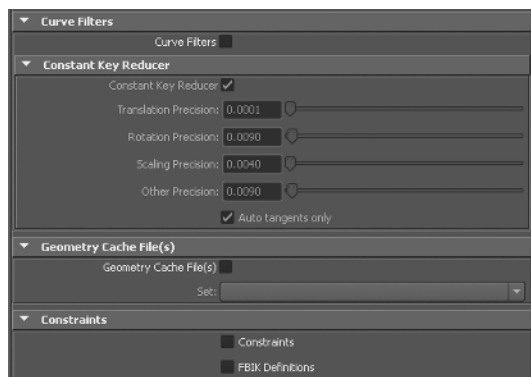 Curve Filters
Curve Filters
Constant Key Reducer
Constant Key Reducer
Translation Precision: 0.0001
Rotation Precision: 0.0090
Scaling Precision: 0.0040
Other Precision: 0.0090
Auto tangents only
Geometry Cache File(s)
Geometry Cache File(s)
Set:
Constraints
Constraints
FBIK Definitions